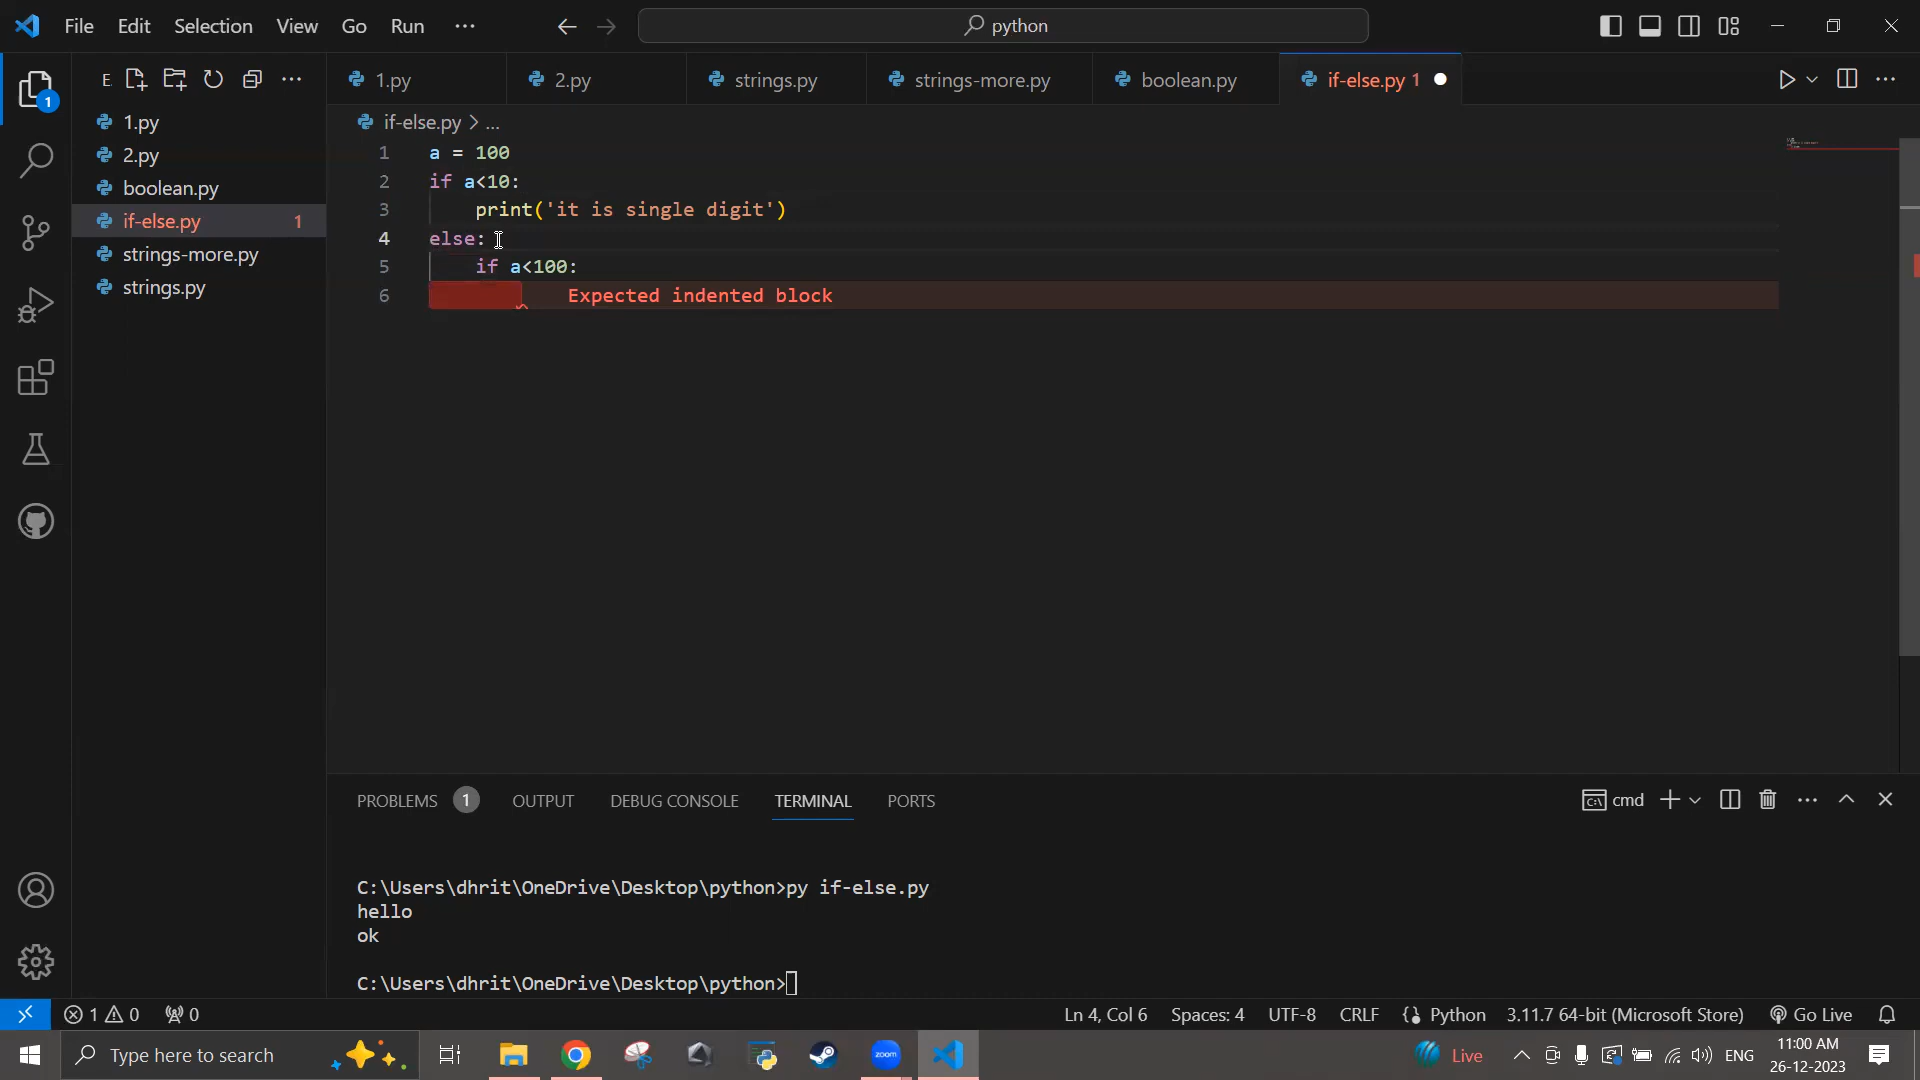 File Edit Selection View Go Run ··· python
E
1.py 2.py strings.py strings-more.py boolean.py if-else.py 1
1
1.py
2.py
boolean.py
if-else.py 1
strings-more.py
strings.py
if-else.py > ...
1 a = 100
2 if a<10:
3 print('it is single digit')
4 else:
5 if a<100:
6 Expected indented block
PROBLEMS 1 OUTPUT DEBUG CONSOLE TERMINAL PORTS cmd
C:\Users\dhrit\OneDrive\Desktop\python>py if-else.py
hello
ok
C:\Users\dhrit\OneDrive\Desktop\python>
1 0 0 Ln 4, Col 6 Spaces: 4 UTF-8 CRLF Python 3.11.7 64-bit (Microsoft Store) Go Live
Type here to search zoom Live ENG 11:00 AM
26-12-2023